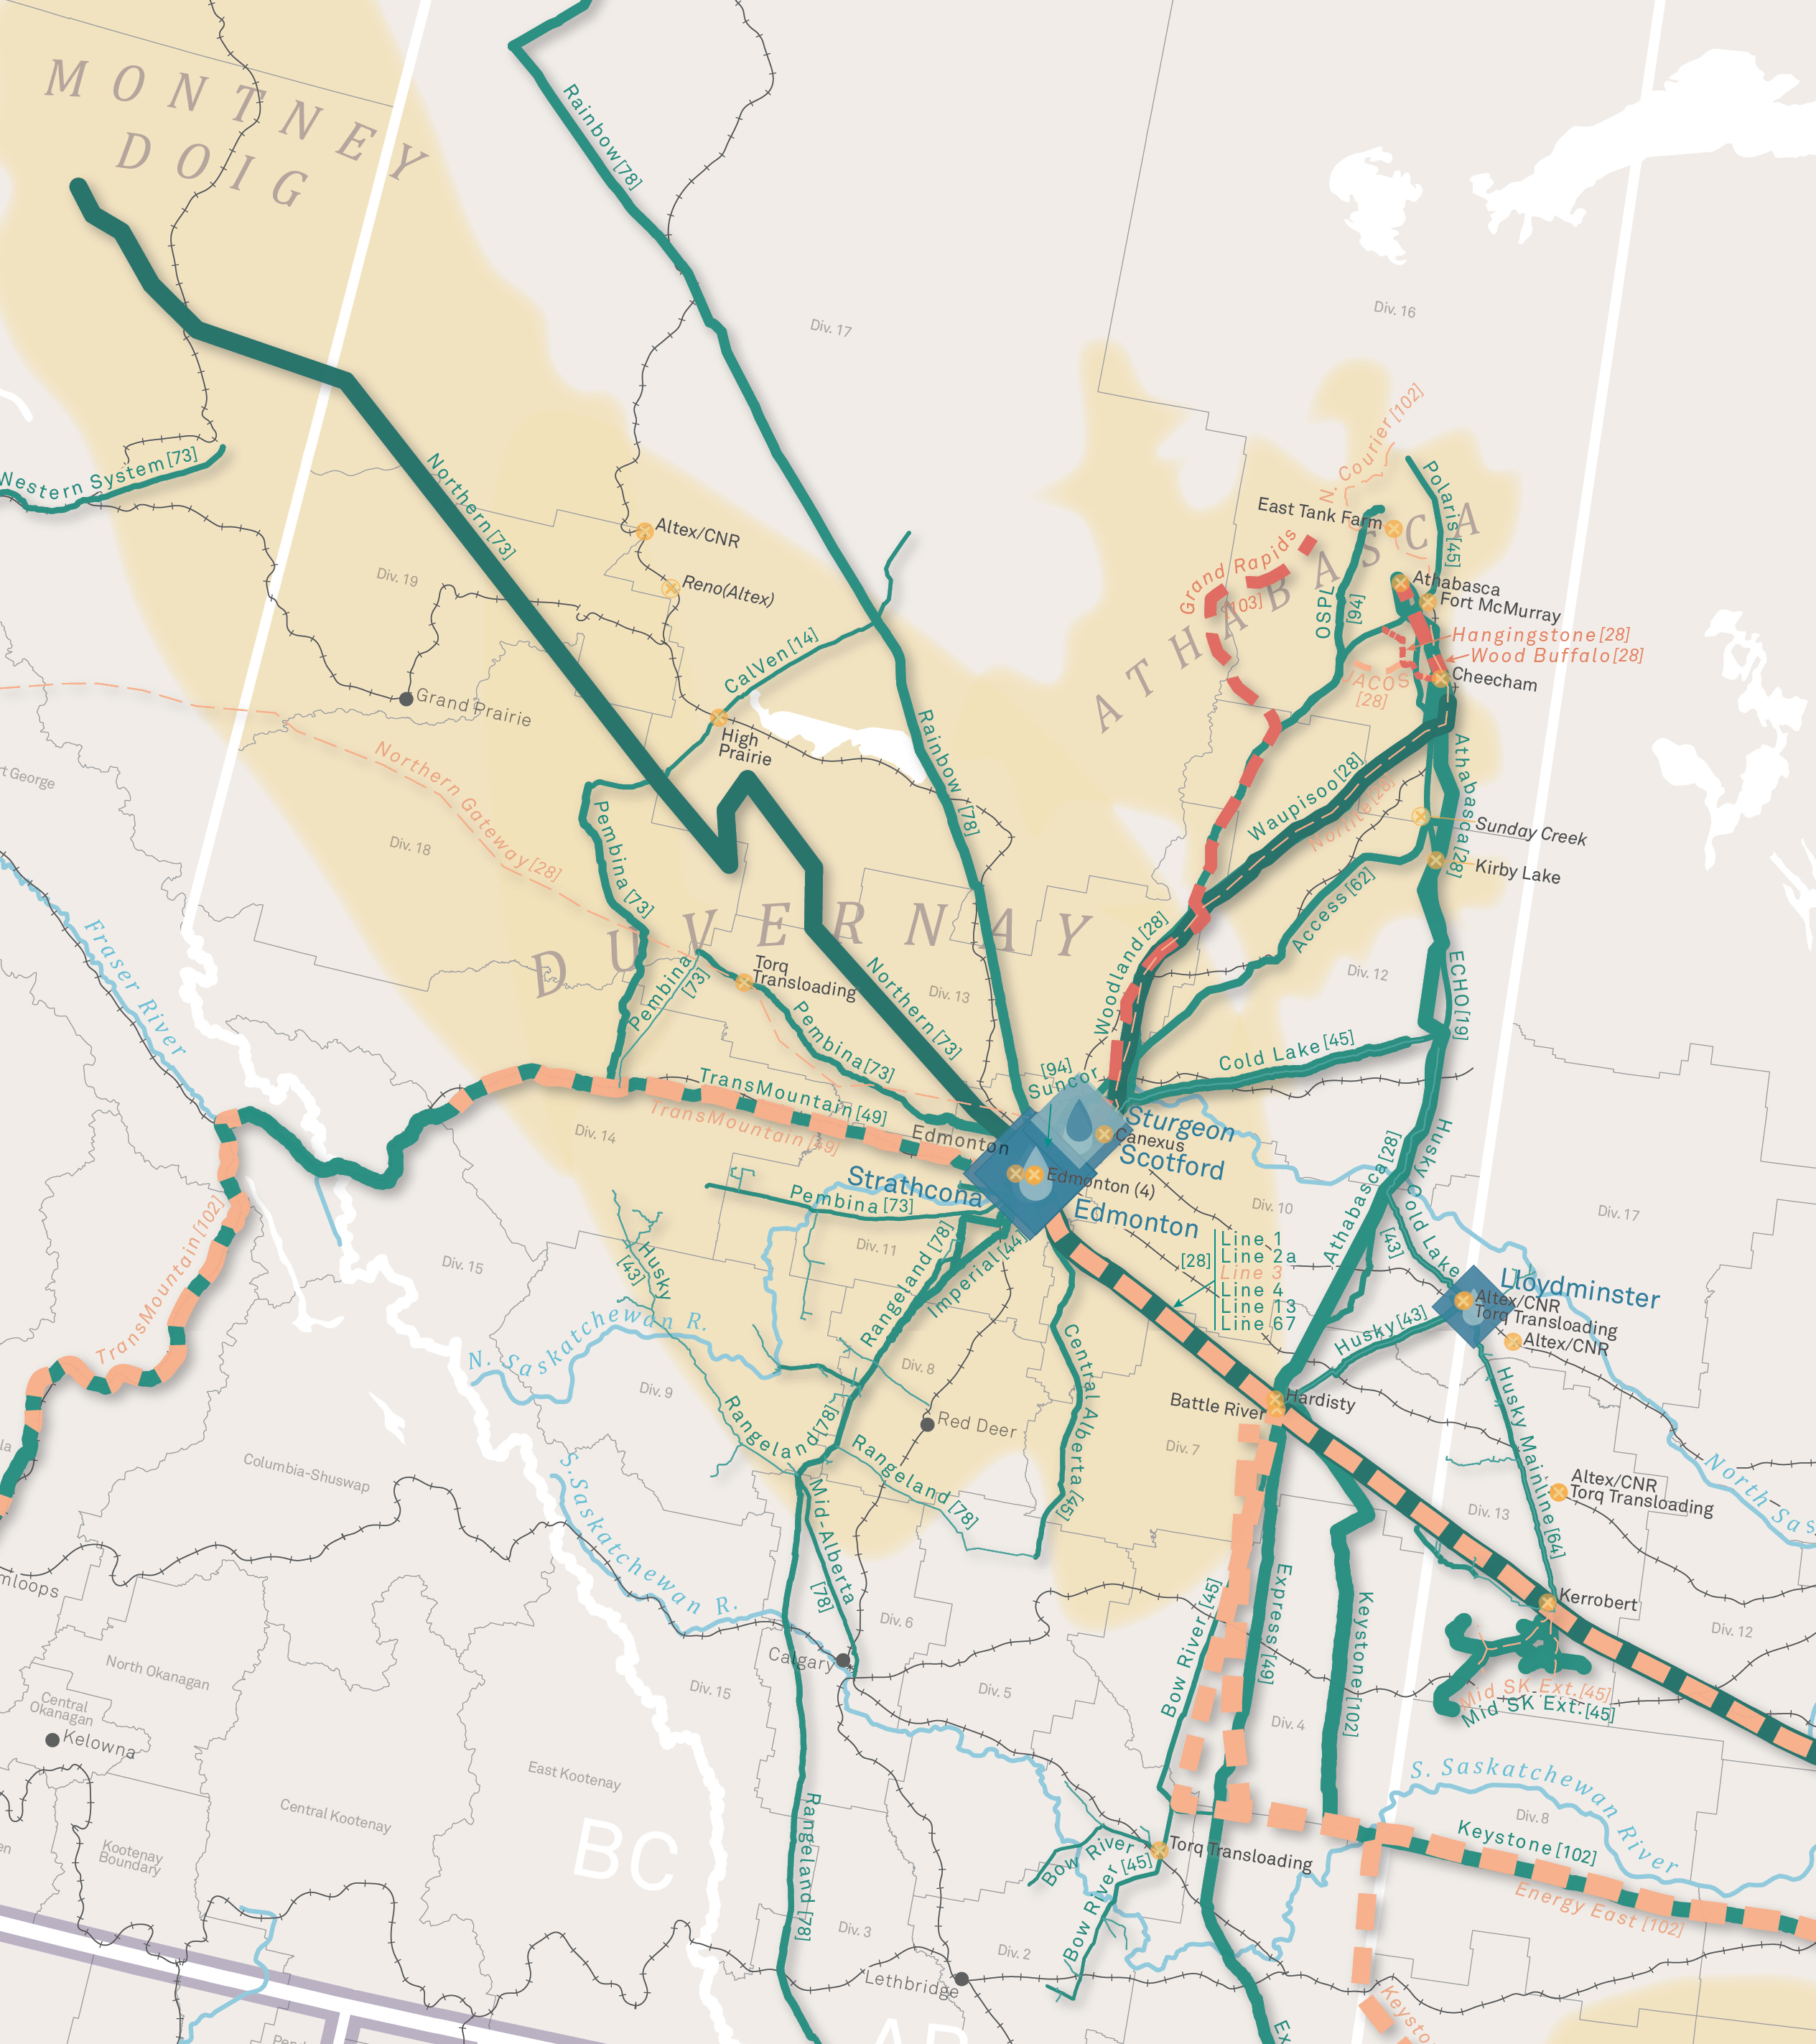 MONTNEY
DOIG
Rainbow[78]
Div. 17
Div. 16
Western System[73]
Northern[73]
Altex/CNR
Reno(Altex)
Div. 19
CalVen [14]
Grand Prairie
High
Prairie
Northern Gateway[28]
Div. 18
Pembina[73]
Rainbow [78]
N. Courier[102]
East Tank Farm
Polaris[45]
ATHABASCA
Grand Rapids
[103]
OSPL
[94]
Athabasca
Fort McMurray
Hangingstone[28]
Wood Buffalo[28]
JACOS
[28]
Cheecham
Waupisoo[28]
Athabasca[28]
Sunday Creek
Kirby Lake
Access [62]
Woodland[28]
ECHO[19]
Div. 12
DUVERNAY
Fraser River
Torq
Transloading
Pembina
[73]
Pembina[73]
Northern[73]
Div. 13
Cold Lake[45]
[94]
Suncor
TransMountain[49]
TransMountain[49]
Edmonton
Canexus
Sturgeon
Scotford
Strathcona
Edmonton (4)
Edmonton
Div. 14
Pembina [73]
Div. 11
Div. 10
Div. 17
TransMountain[102]
Div. 15
Husky
[43]
Rangeland[78]
Imperial[44]
[28]
Line 1
Line 2a
Line 3
Line 4
Line 13
Line 67
Athabasca[28]
Husky Cold Lake
[43]
Lloydminster
Altex/CNR
Torq Transloading
Altex/CNR
Husky[43]
N. Saskatchewan R.
Div. 9
Div. 8
Central Alberta [45]
Red Deer
Rangeland[78]
Rangeland [78]
Div. 7
Battle River
Hardisty
Husky Mainline[64]
Altex/CNR
Torq Transloading
Div. 13
North Sas
Columbia-Shuswap
S. Saskatchewan R.
Mid-Alberta
[78]
Div. 6
Calgary
Div. 15
Div. 5
Div. 4
Bow River [45]
Express[49]
Keystone[102]
Kerrobert
Div. 12
Mid SK Ext.[45]
Mid SK Ext.[45]
mloops
North Okanagan
Central
Okanagan
Kelowna
East Kootenay
Central Kootenay
Kootenay
Boundary
BC
Rangeland [78]
Div. 3
Div. 2
Lethbridge
Bow River
[45]
Bow River
Torq Transloading
S. Saskatchewan River
Div. 8
Keystone [102]
Energy East [102]
Keysto
Ex
AB